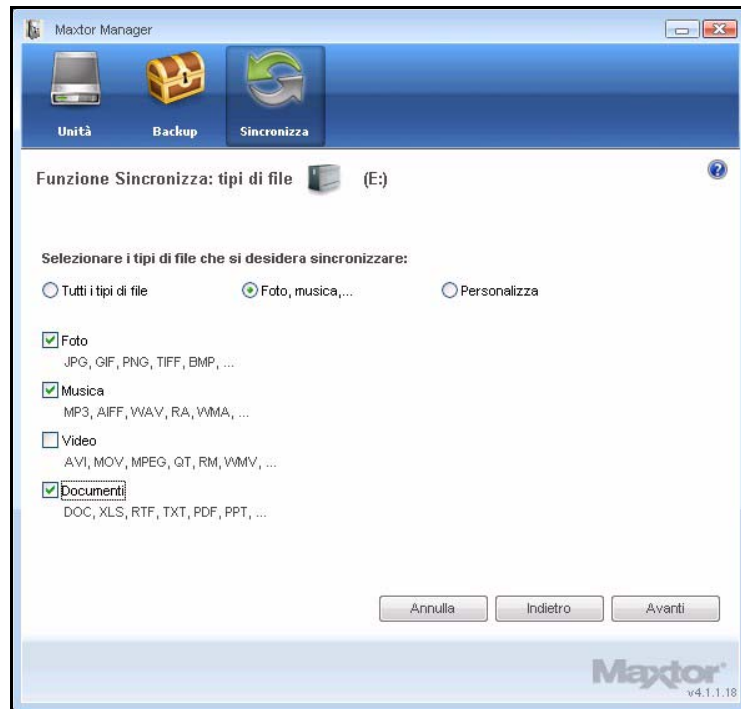 Maxtor Manager
Unità Backup Sincronizza
Funzione Sincronizza: tipi di file (E:)
Selezionare i tipi di file che si desidera sincronizzare:
Tutti i tipi di file Foto, musica,... Personalizza
Foto
JPG, GIF, PNG, TIFF, BMP, ...
Musica
MP3, AIFF, WAV, RA, WMA, ...
Video
AVI, MOV, MPEG, QT, RM, WMV, ...
Documenti
DOC, XLS, RTF, TXT, PDF, PPT, ...
Annulla Indietro Avanti
Maxtor
v4.1.1.18